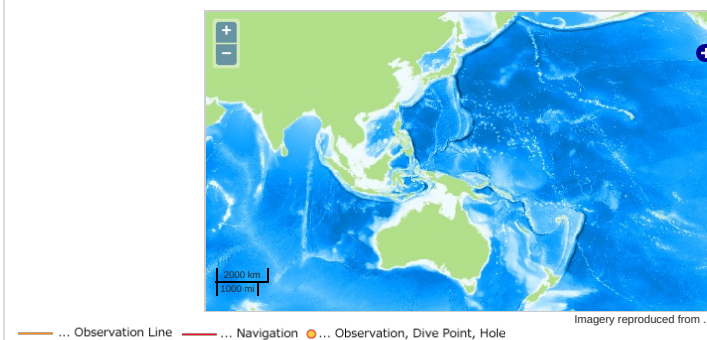 +
−
2000 km
1000 mi
Imagery reproduced from .
... Observation Line ... Navigation ... Observation, Dive Point, Hole